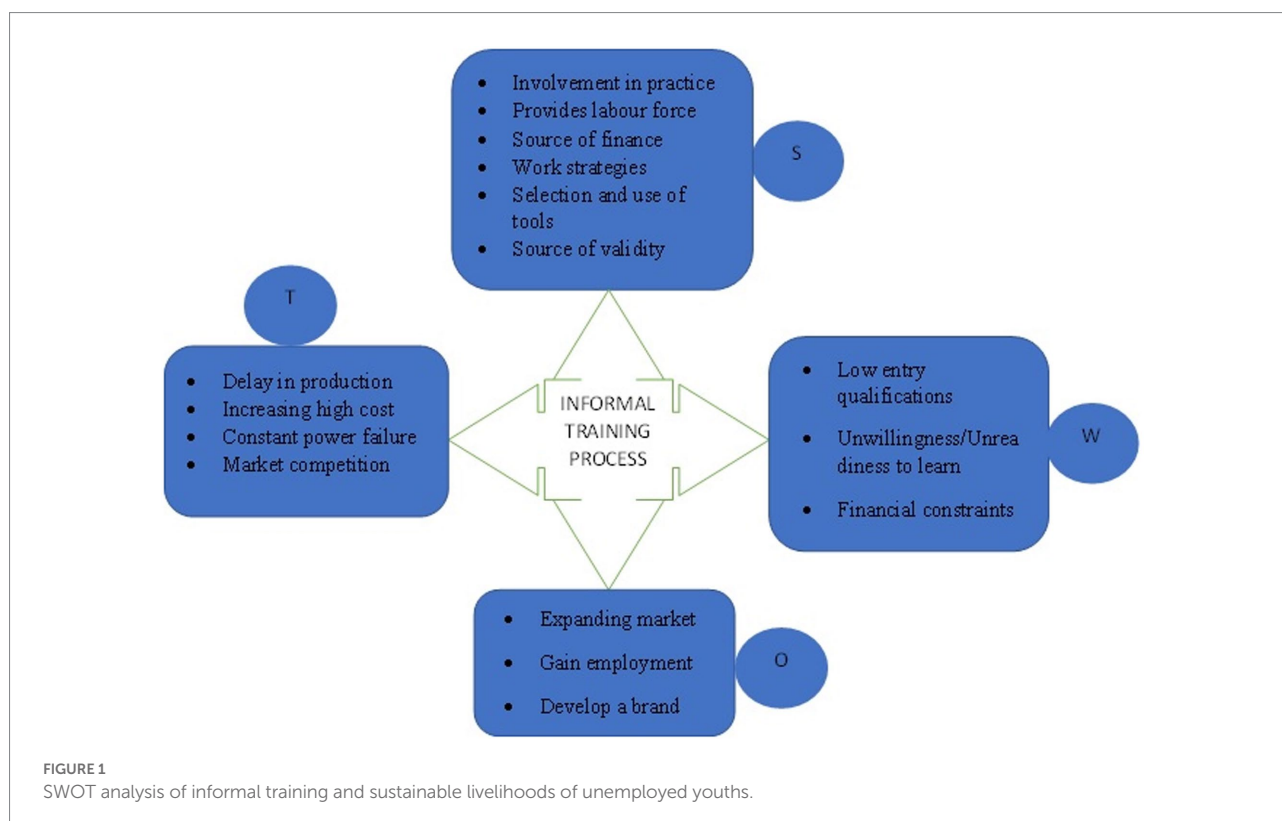 • Involvement in practice
• Provides labour force
• Source of finance
• Work strategies
• Selection and use of
tools
• Source of validity
S
T
• Delay in production
• Increasing high cost
• Constant power failure
• Market competition
INFORMAL
TRAINING
PROCESS
• Low entry
qualifications
• Unwillingness/Unrea
diness to learn
• Financial constraints
W
• Expanding market
• Gain employment
• Develop a brand
O
FIGURE 1
SWOT analysis of informal training and sustainable livelihoods of unemployed youths.